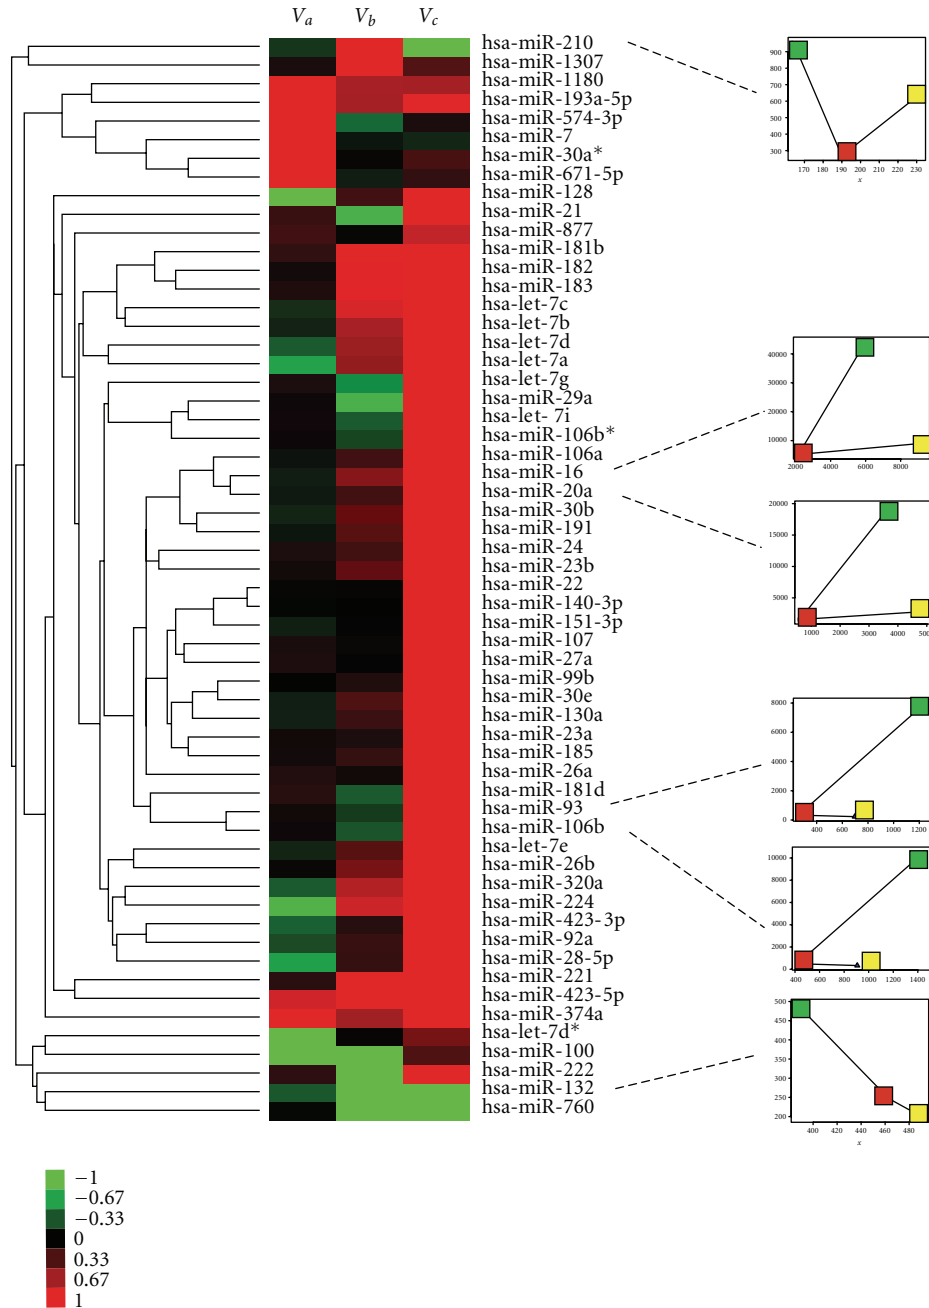 Va Vb Vc
hsa-miR-210
hsa-miR-1307
hsa-miR-1180
hsa-miR-193a-5p
hsa-miR-574-3p
hsa-miR-7
hsa-miR-30a*
hsa-miR-671-5p
hsa-miR-128
hsa-miR-21
hsa-miR-877
hsa-miR-181b
hsa-miR-182
hsa-miR-183
hsa-let-7c
hsa-let-7b
hsa-let-7d
hsa-let-7a
hsa-let-7g
hsa-miR-29a
hsa-let- 7i
hsa-miR-106b*
hsa-miR-106a
hsa-miR-16
hsa-miR-20a
hsa-miR-30b
hsa-miR-191
hsa-miR-24
hsa-miR-23b
hsa-miR-22
hsa-miR-140-3p
hsa-miR-151-3p
hsa-miR-107
hsa-miR-27a
hsa-miR-99b
hsa-miR-30e
hsa-miR-130a
hsa-miR-23a
hsa-miR-185
hsa-miR-26a
hsa-miR-181d
hsa-miR-93
hsa-miR-106b
hsa-let-7e
hsa-miR-26b
hsa-miR-320a
hsa-miR-224
hsa-miR-423-3p
hsa-miR-92a
hsa-miR-28-5p
hsa-miR-221
hsa-miR-423-5p
hsa-miR-374a
hsa-let-7d*
hsa-miR-100
hsa-miR-222
hsa-miR-132
hsa-miR-760
900
800
700
600
500
400
300
170 190 200 210 230
x
40000
30000
20000
10000
2000 4000 6000 8000
20000
15000
10000
5000
1000 2000 3000 4000 500
8000
6000
4000
2000
0
400 600 800 1000 1200
10000
8000
6000
4000
2000
0
400 600 800 1000 1200 1400
500
450
400
350
300
250
200
400 420 440 460 480
x
−1
−0.67
−0.33
0
0.33
0.67
1